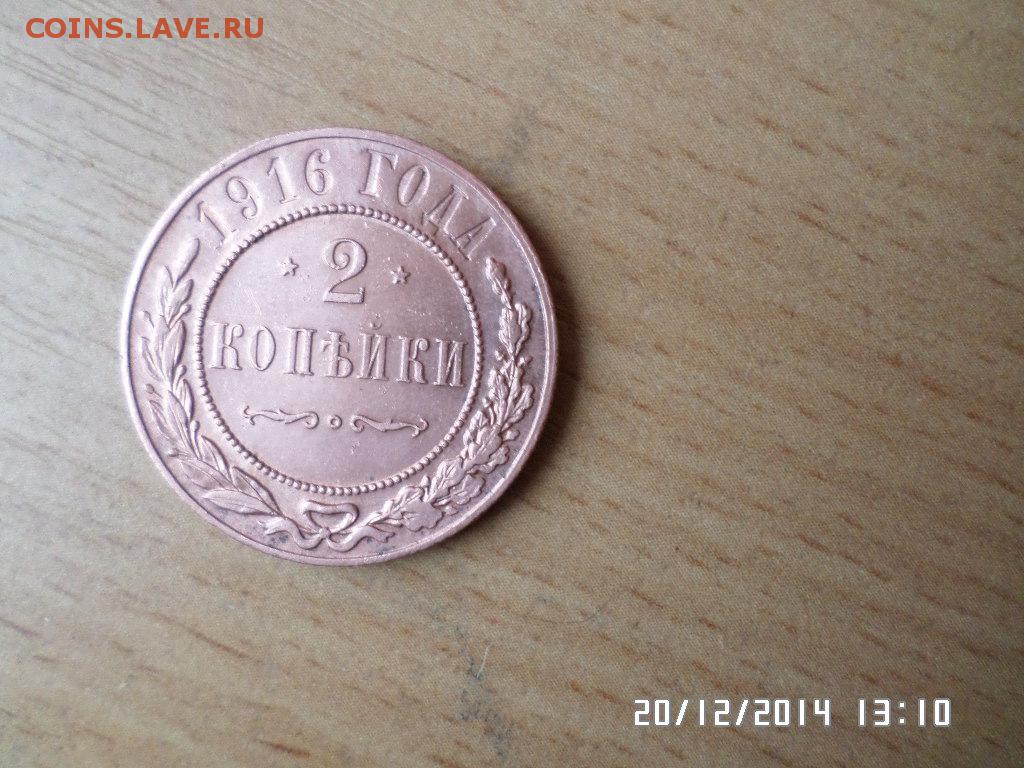 COINS.LAVE.RU
1916 ГОДА
2
КОПѢЙКИ
20/12/2014 13:10